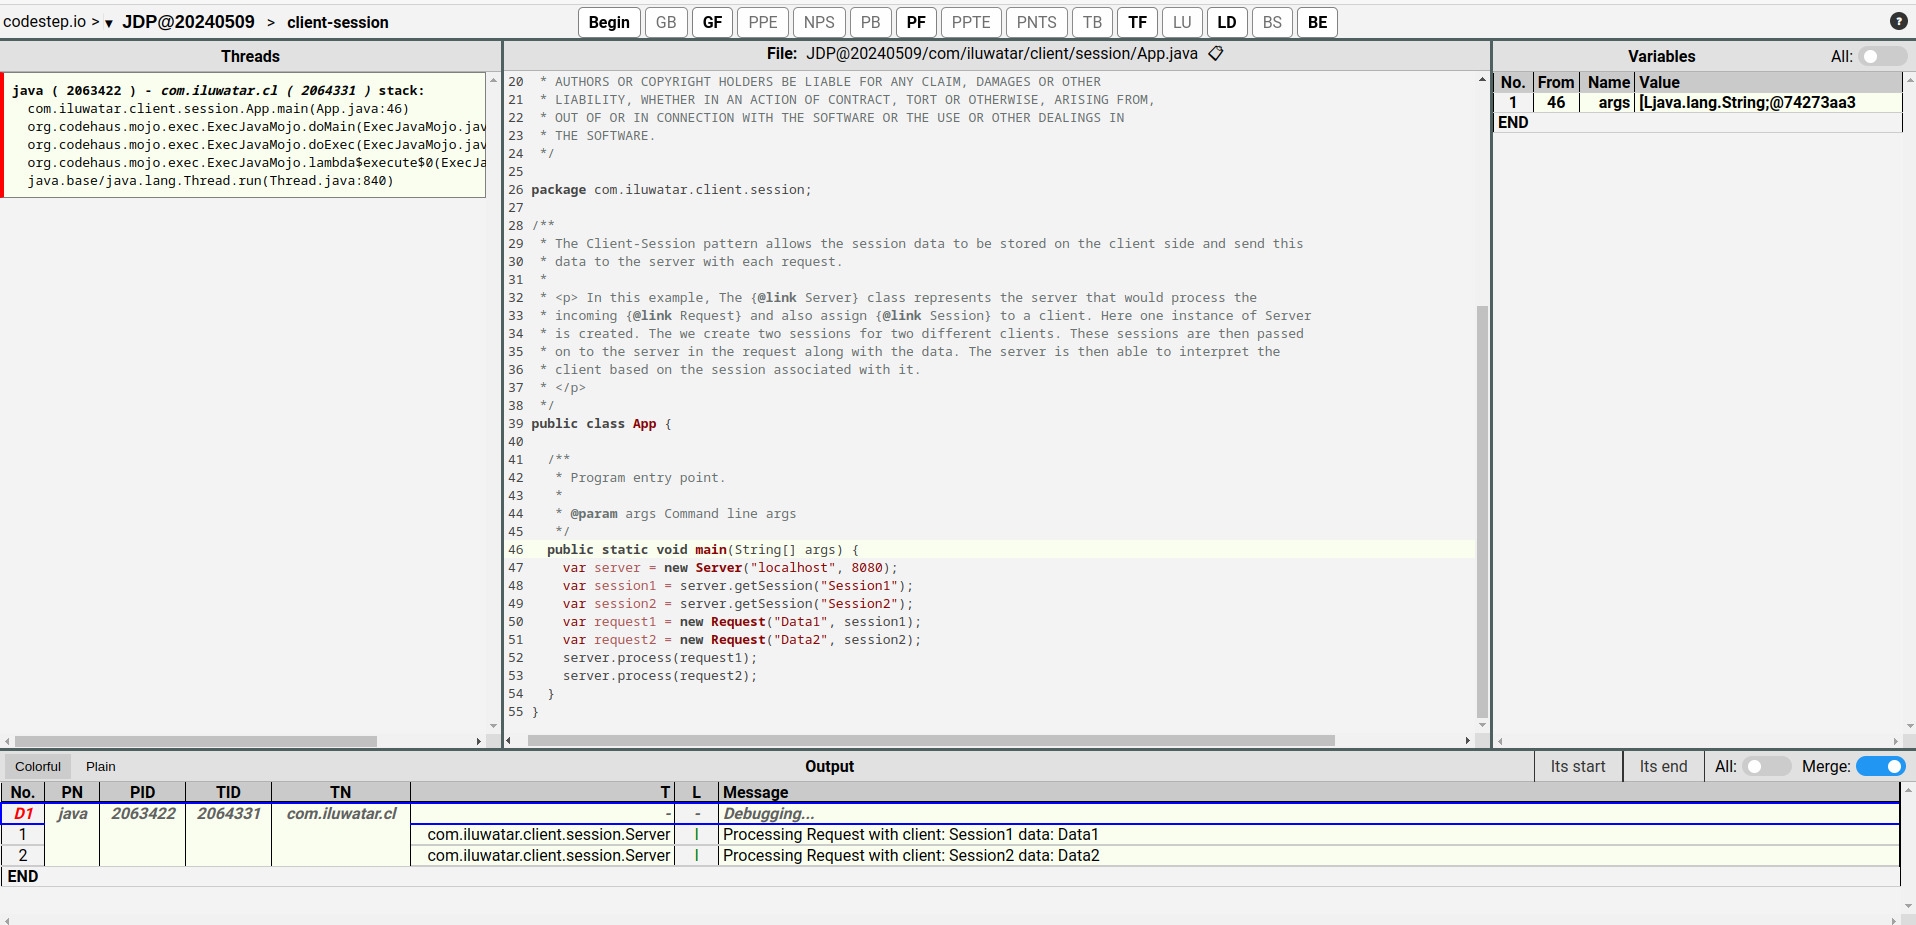 codestep.io > ▼ JDP@20240509 > client-session
Begin GB GF PPE NPS PB PF PPTE PNTS TB TF LU LD BS BE ?
Threads
java ( 2063422 ) - com.iluwatar.cl ( 2064331 ) stack:
com.iluwatar.client.session.App.main(App.java:46)
org.codehaus.mojo.exec.ExecJavaMojo.doMain(ExecJavaMojo.jav
org.codehaus.mojo.exec.ExecJavaMojo.doExec(ExecJavaMojo.jav
org.codehaus.mojo.exec.ExecJavaMojo.lambda$execute$0(ExecJa
java.base/java.lang.Thread.run(Thread.java:840)
File: JDP@20240509/com/iluwatar/client/session/App.java
20  * AUTHORS OR COPYRIGHT HOLDERS BE LIABLE FOR ANY CLAIM, DAMAGES OR OTHER
21  * LIABILITY, WHETHER IN AN ACTION OF CONTRACT, TORT OR OTHERWISE, ARISING FROM,
22  * OUT OF OR IN CONNECTION WITH THE SOFTWARE OR THE USE OR OTHER DEALINGS IN
23  * THE SOFTWARE.
24  */
25
26 package com.iluwatar.client.session;
27
28 /**
29  * The Client-Session pattern allows the session data to be stored on the client side and send this
30  * data to the server with each request.
31  *
32  * <p> In this example, The {@link Server} class represents the server that would process the
33  * incoming {@link Request} and also assign {@link Session} to a client. Here one instance of Server
34  * is created. The we create two sessions for two different clients. These sessions are then passed
35  * on to the server in the request along with the data. The server is then able to interpret the
36  * client based on the session associated with it.
37  * </p>
38  */
39 public class App {
40
41   /**
42    * Program entry point.
43    *
44    * @param args Command line args
45    */
46   public static void main(String[] args) {
47     var server = new Server("localhost", 8080);
48     var session1 = server.getSession("Session1");
49     var session2 = server.getSession("Session2");
50     var request1 = new Request("Data1", session1);
51     var request2 = new Request("Data2", session2);
52     server.process(request1);
53     server.process(request2);
54   }
55 }
Variables All:
No. From Name Value
1 46 args [Ljava.lang.String;@74273aa3
END
Colorful Plain Output Its start Its end All: Merge:
No. PN PID TID TN T L Message
D1 java 2063422 2064331 com.iluwatar.cl - - Debugging...
1 com.iluwatar.client.session.Server I Processing Request with client: Session1 data: Data1
2 com.iluwatar.client.session.Server I Processing Request with client: Session2 data: Data2
END